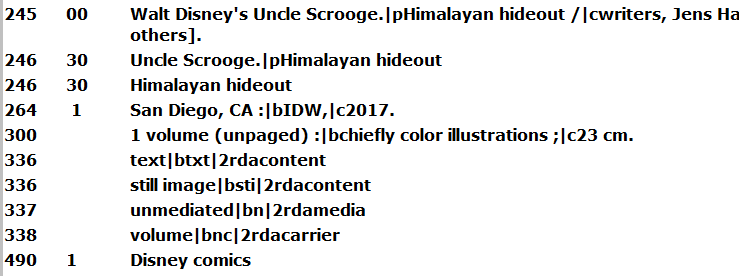 245 00 Walt Disney's Uncle Scrooge.|pHimalayan hideout /|cwriters, Jens Ha
others].
246 30 Uncle Scrooge.|pHimalayan hideout
246 30 Himalayan hideout
264 1 San Diego, CA :|bIDW,|c2017.
300 1 volume (unpaged) :|bchiefly color illustrations ;|c23 cm.
336 text|btxt|2rdacontent
336 still image|bsti|2rdacontent
337 unmediated|bn|2rdamedia
338 volume|bnc|2rdacarrier
490 1 Disney comics